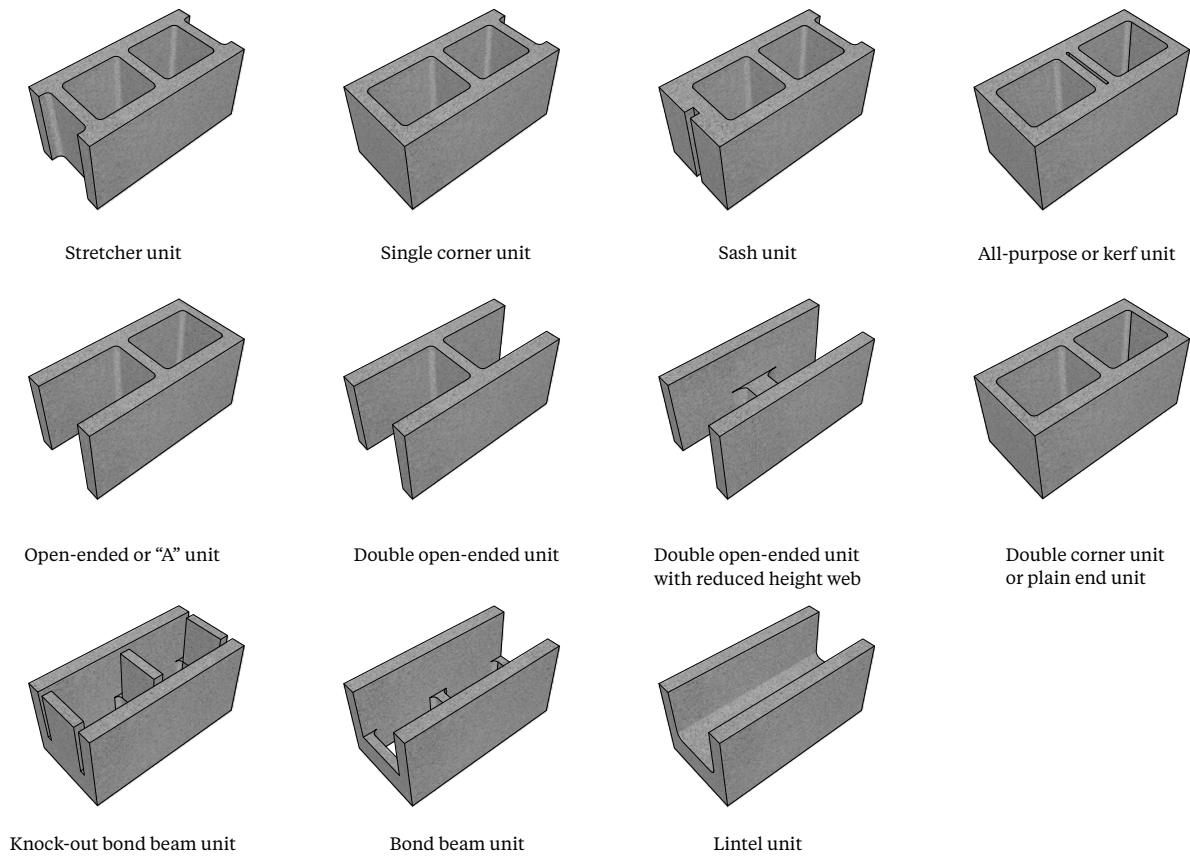 Stretcher unit
Single corner unit
Sash unit
All-purpose or kerf unit
Open-ended or “A” unit
Double open-ended unit
Double open-ended unit
with reduced height web
Double corner unit
or plain end unit
Knock-out bond beam unit
Bond beam unit
Lintel unit